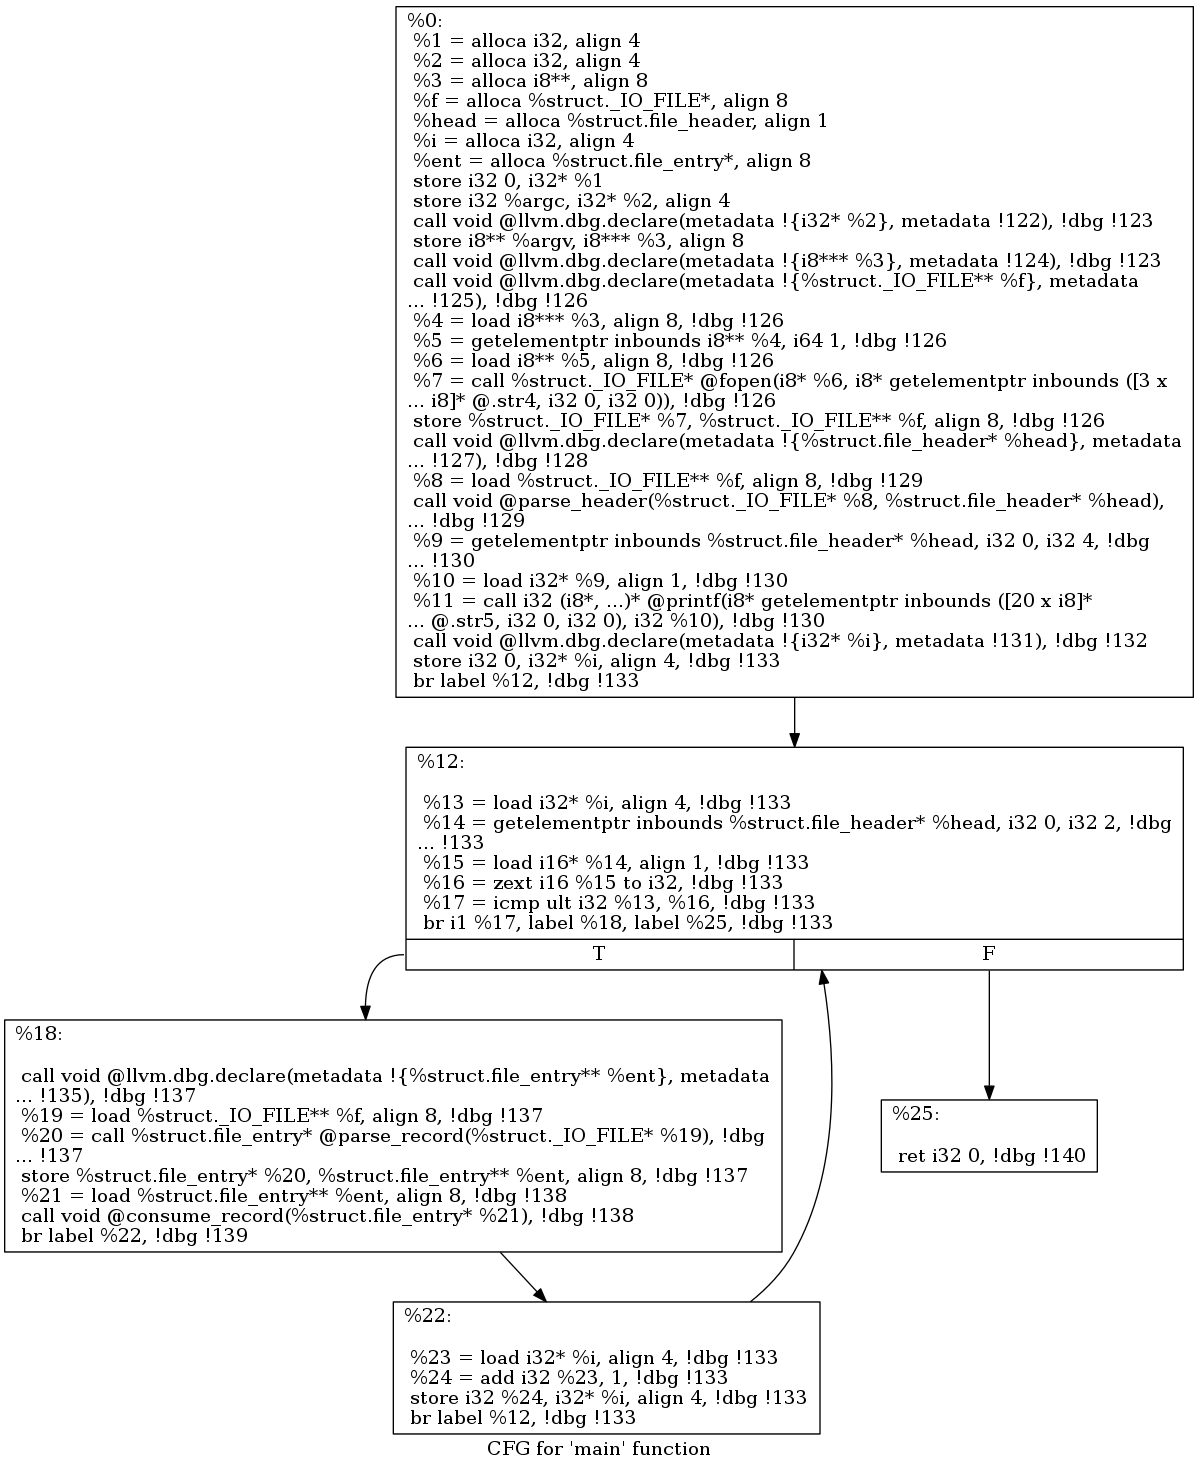 %0:
%1 = alloca i32, align 4
%2 = alloca i32, align 4
%3 = alloca i8**, align 8
%f = alloca %struct._IO_FILE*, align 8
%head = alloca %struct.file_header, align 1
%i = alloca i32, align 4
%ent = alloca %struct.file_entry*, align 8
store i32 0, i32* %1
store i32 %argc, i32* %2, align 4
call void @llvm.dbg.declare(metadata !{i32* %2}, metadata !122), !dbg !123
store i8** %argv, i8*** %3, align 8
call void @llvm.dbg.declare(metadata !{i8*** %3}, metadata !124), !dbg !123
call void @llvm.dbg.declare(metadata !{%struct._IO_FILE** %f}, metadata
... !125), !dbg !126
%4 = load i8*** %3, align 8, !dbg !126
%5 = getelementptr inbounds i8** %4, i64 1, !dbg !126
%6 = load i8** %5, align 8, !dbg !126
%7 = call %struct._IO_FILE* @fopen(i8* %6, i8* getelementptr inbounds ([3 x
... i8]* @.str4, i32 0, i32 0)), !dbg !126
store %struct._IO_FILE* %7, %struct._IO_FILE** %f, align 8, !dbg !126
call void @llvm.dbg.declare(metadata !{%struct.file_header* %head}, metadata
... !127), !dbg !128
%8 = load %struct._IO_FILE** %f, align 8, !dbg !129
call void @parse_header(%struct._IO_FILE* %8, %struct.file_header* %head),
... !dbg !129
%9 = getelementptr inbounds %struct.file_header* %head, i32 0, i32 4, !dbg
... !130
%10 = load i32* %9, align 1, !dbg !130
%11 = call i32 (i8*, ...)* @printf(i8* getelementptr inbounds ([20 x i8]*
... @.str5, i32 0, i32 0), i32 %10), !dbg !130
call void @llvm.dbg.declare(metadata !{i32* %i}, metadata !131), !dbg !132
store i32 0, i32* %i, align 4, !dbg !133
br label %12, !dbg !133
%12:
%13 = load i32* %i, align 4, !dbg !133
%14 = getelementptr inbounds %struct.file_header* %head, i32 0, i32 2, !dbg
... !133
%15 = load i16* %14, align 1, !dbg !133
%16 = zext i16 %15 to i32, !dbg !133
%17 = icmp ult i32 %13, %16, !dbg !133
br i1 %17, label %18, label %25, !dbg !133
T
F
%18:
call void @llvm.dbg.declare(metadata !{%struct.file_entry** %ent}, metadata
... !135), !dbg !137
%19 = load %struct._IO_FILE** %f, align 8, !dbg !137
%20 = call %struct.file_entry* @parse_record(%struct._IO_FILE* %19), !dbg
... !137
store %struct.file_entry* %20, %struct.file_entry** %ent, align 8, !dbg !137
%21 = load %struct.file_entry** %ent, align 8, !dbg !138
call void @consume_record(%struct.file_entry* %21), !dbg !138
br label %22, !dbg !139
%25:
ret i32 0, !dbg !140
%22:
%23 = load i32* %i, align 4, !dbg !133
%24 = add i32 %23, 1, !dbg !133
store i32 %24, i32* %i, align 4, !dbg !133
br label %12, !dbg !133
CFG for 'main' function